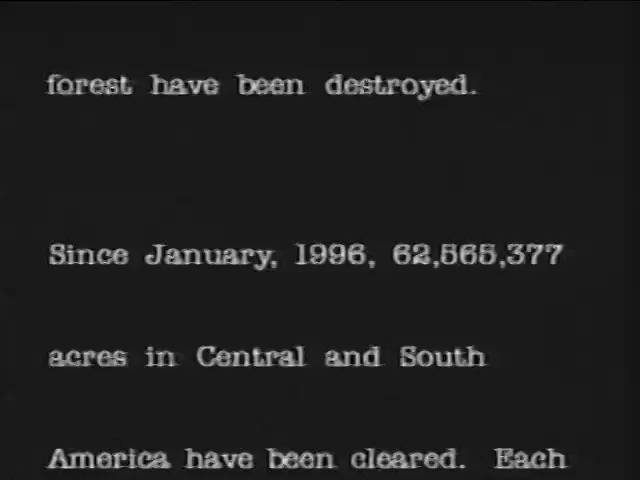 forest have been destroyed.
Since January, 1996, 62,565,377
acres in Central and South
America have been cleared. Each